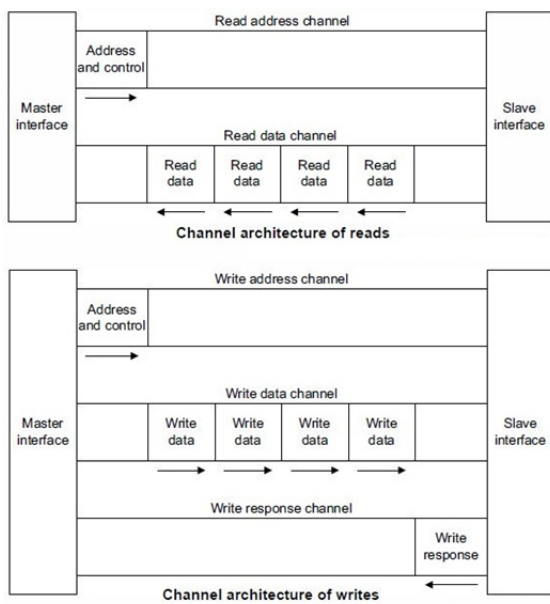 Read address channel
Address
and control
Master
interface
Slave
interface
Read data channel
Read
data
Read
data
Read
data
Read
data
Channel architecture of reads
Write address channel
Address
and control
Master
interface
Slave
interface
Write data channel
Write
data
Write
data
Write
data
Write
data
Write response channel
Write
response
Channel architecture of writes